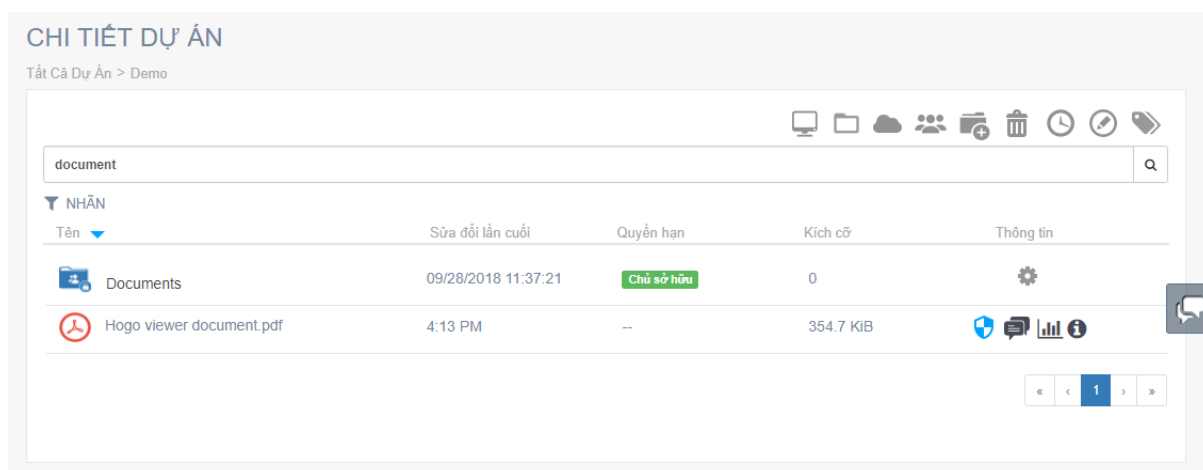 CHI TIẾT DỰ ÁN
Tất Cả Dự Án > Demo
document
NHÃN
Tên Sửa đổi lần cuối Quyền hạn Kích cỡ Thông tin
Documents 09/28/2018 11:37:21 Chủ sở hữu 0
Hogo viewer document.pdf 4:13 PM -- 354.7 KiB
« ‹ 1 › »